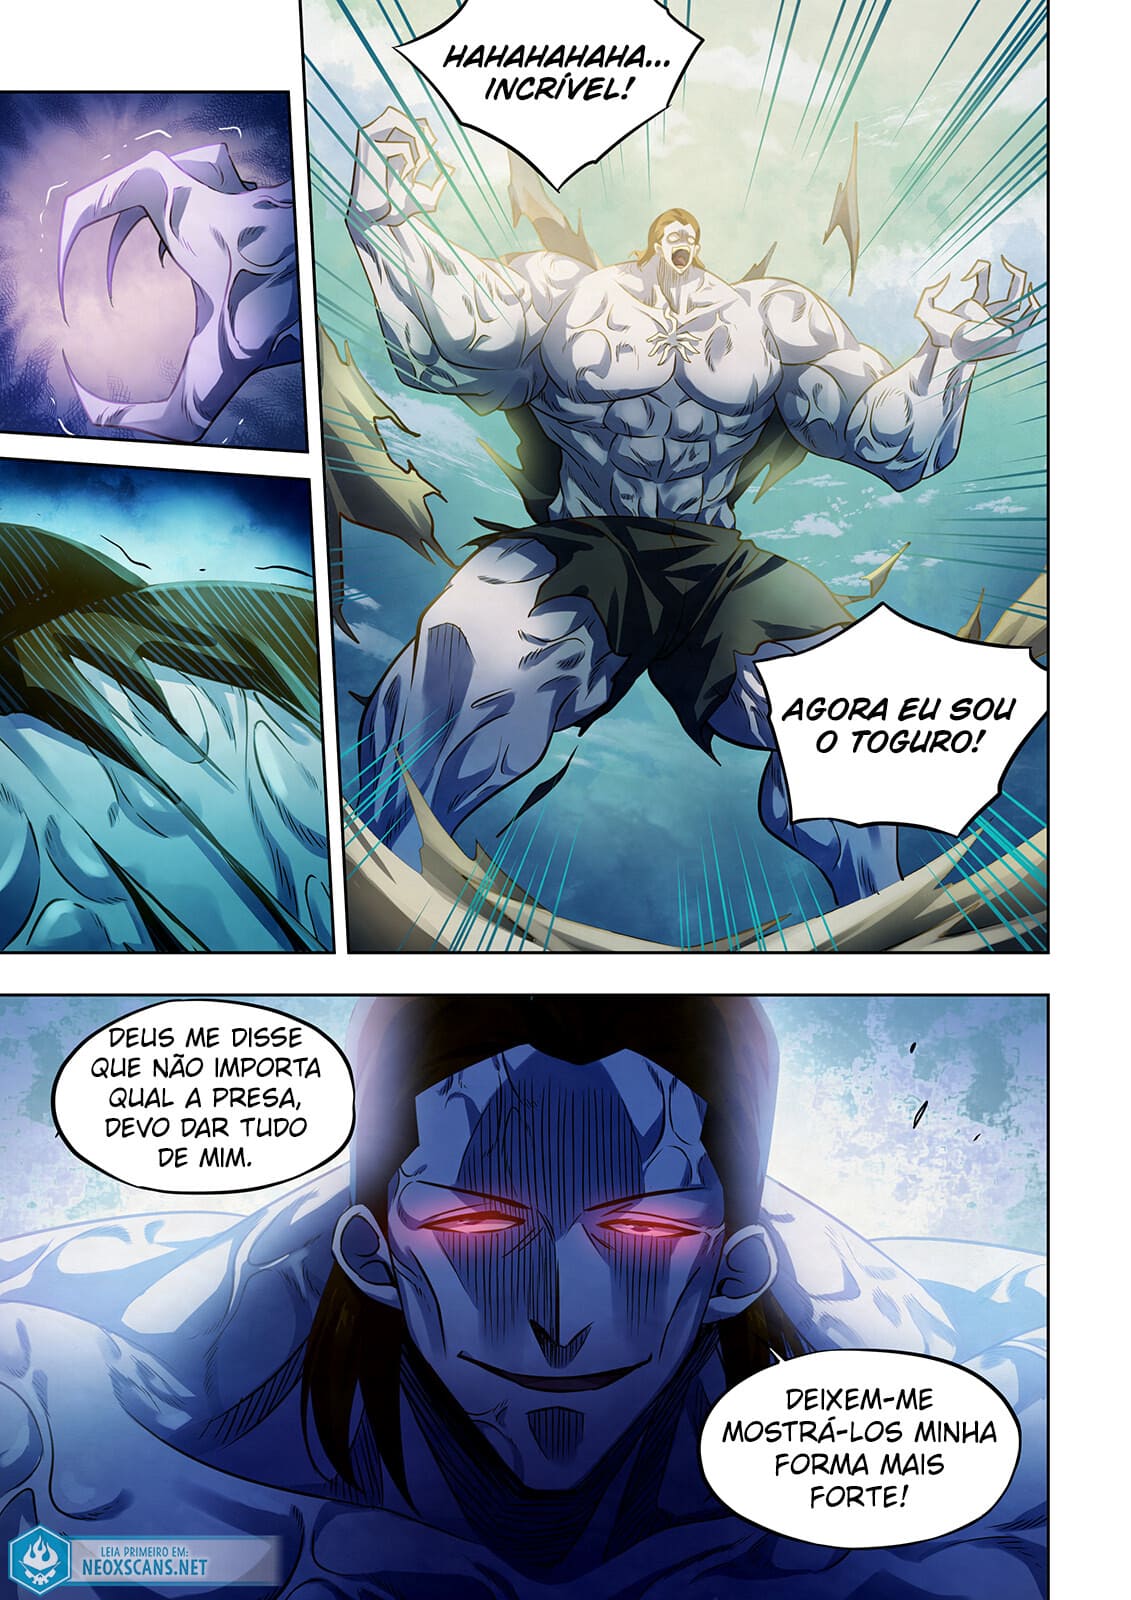 HAHAHAHAHA...
INCRÍVEL!
AGORA EU SOU
O TOGURO!
DEUS ME DISSE
QUE NÃO IMPORTA
QUAL A PRESA,
DEVO DAR TUDO
DE MIM.
DEIXEM-ME
MOSTRÁ-LOS MINHA
FORMA MAIS
FORTE!
LEIA PRIMEIRO EM:
NEOXSCANS.NET